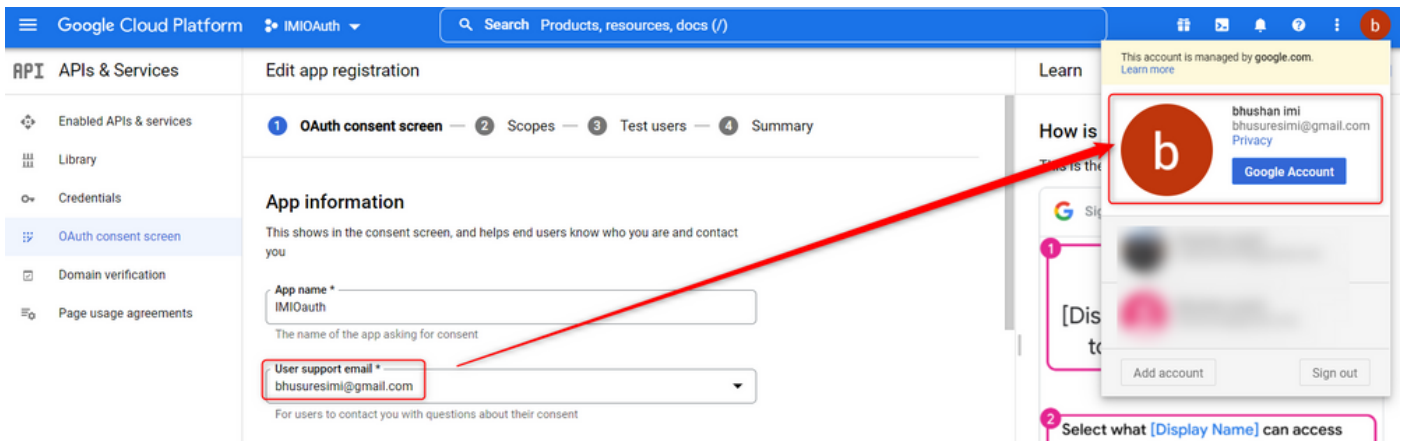 Google Cloud Platform
IMIOAuth
Search Products, resources, docs (/)
b
API APIs & Services
Enabled APIs & services
Library
Credentials
OAuth consent screen
Domain verification
Page usage agreements
Edit app registration
1 OAuth consent screen — 2 Scopes — 3 Test users — 4 Summary
App information
This shows in the consent screen, and helps end users know who you are and contact
you
App name *
IMIOauth
The name of the app asking for consent
User support email *
bhusuresimi@gmail.com
For users to contact you with questions about their consent
Learn
How is
This is the
G
1
[Dis
to
2
Select what [Display Name] can access
This account is managed by google.com.
Learn more
b
bhushan imi
bhusuresimi@gmail.com
Privacy
Google Account
Add account
Sign out